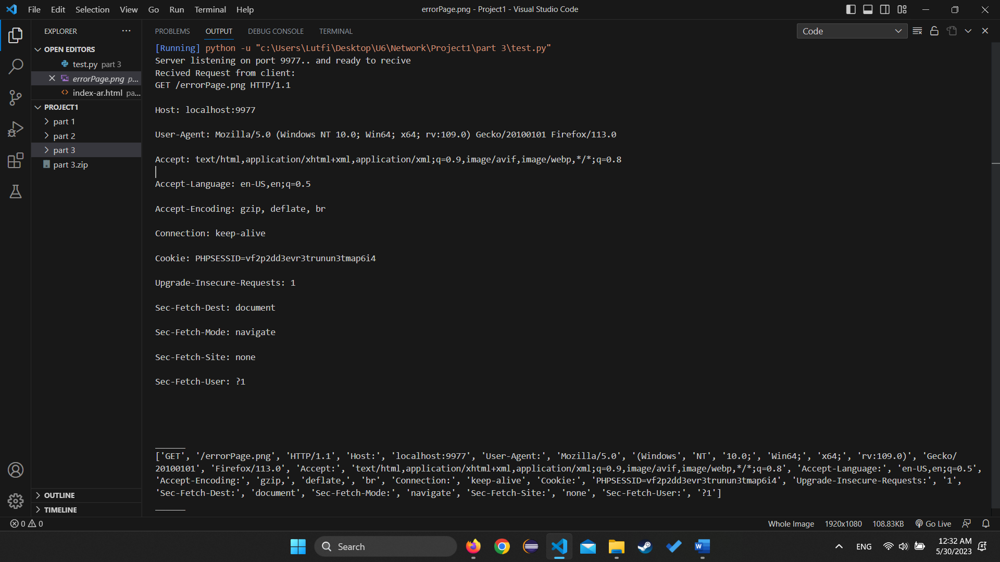 File Edit Selection View Go Run Terminal Help
errorPage.png - Project1 - Visual Studio Code
EXPLORER
OPEN EDITORS
test.py part 3
errorPage.png p...
index-ar.html pa...
PROJECT1
part 1
part 2
part 3
part 3.zip
OUTLINE
TIMELINE
PROBLEMS OUTPUT DEBUG CONSOLE TERMINAL
Code
[Running] python -u "c:\Users\Lutfi\Desktop\U6\Network\Project1\part 3\test.py"
Server listening on port 9977.. and ready to recive
Recived Request from client:
GET /errorPage.png HTTP/1.1
Host: localhost:9977
User-Agent: Mozilla/5.0 (Windows NT 10.0; Win64; x64; rv:109.0) Gecko/20100101 Firefox/113.0
Accept: text/html,application/xhtml+xml,application/xml;q=0.9,image/avif,image/webp,*/*;q=0.8
Accept-Language: en-US,en;q=0.5
Accept-Encoding: gzip, deflate, br
Connection: keep-alive
Cookie: PHPSESSID=vf2p2dd3evr3trunun3tmap6i4
Upgrade-Insecure-Requests: 1
Sec-Fetch-Dest: document
Sec-Fetch-Mode: navigate
Sec-Fetch-Site: none
Sec-Fetch-User: ?1
______
['GET', '/errorPage.png', 'HTTP/1.1', 'Host:', 'localhost:9977', 'User-Agent:', 'Mozilla/5.0', '(Windows', 'NT', '10.0;', 'Win64;', 'x64;', 'rv:109.0)', 'Gecko/
20100101', 'Firefox/113.0', 'Accept:', 'text/html,application/xhtml+xml,application/xml;q=0.9,image/avif,image/webp,*/*;q=0.8', 'Accept-Language:', 'en-US,en;q=0.5',
'Accept-Encoding:', 'gzip,', 'deflate,', 'br', 'Connection:', 'keep-alive', 'Cookie:', 'PHPSESSID=vf2p2dd3evr3trunun3tmap6i4', 'Upgrade-Insecure-Requests:', '1',
'Sec-Fetch-Dest:', 'document', 'Sec-Fetch-Mode:', 'navigate', 'Sec-Fetch-Site:', 'none', 'Sec-Fetch-User:', '?1']
______
0 0
Whole Image 1920x1080 108.83KB Go Live
Search
ENG
12:32 AM
5/30/2023